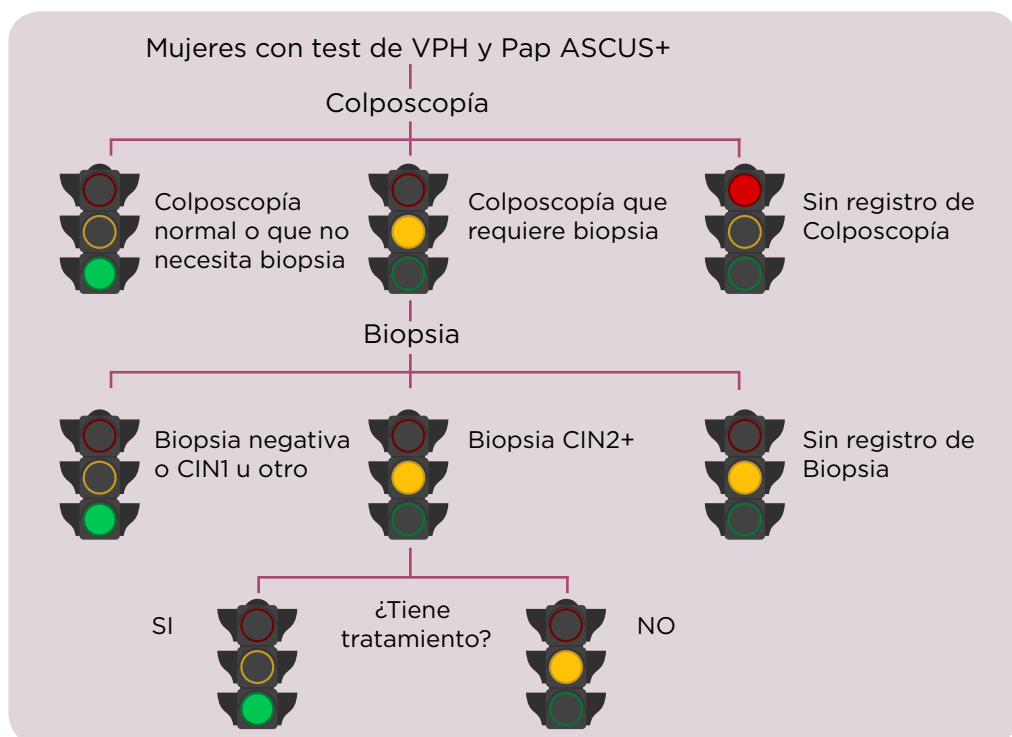 Mujeres con test de VPH y Pap ASCUS+
Colposcopía
Colposcopía
normal o que no
necesita biopsia
Colposcopía que
requiere biopsia
Sin registro de
Colposcopía
Biopsia
Biopsia negativa
o CIN1 u otro
Biopsia CIN2+
Sin registro de
Biopsia
SI
¿Tiene
tratamiento?
NO